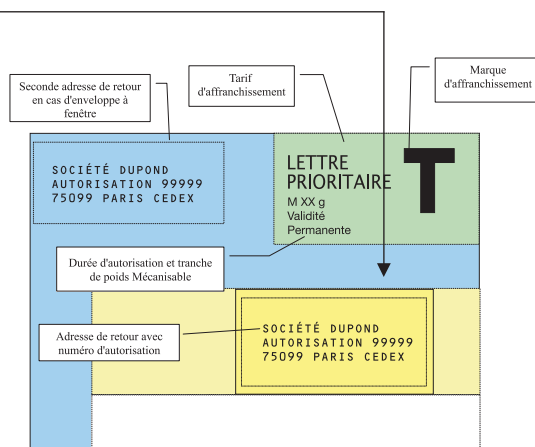 Seconde adresse de retour
en cas d'enveloppe à
fenêtre
Tarif
d'affranchissement
Marque
d'affranchissement
SOCIÉTÉ DUPOND
AUTORISATION 99999
75099 PARIS CEDEX
LETTRE
PRIORITAIRE
M XX g
Validité
Permanente
T
Durée d'autorisation et tranche
de poids Mécanisable
Adresse de retour avec
numéro d'autorisation
SOCIÉTÉ DUPOND
AUTORISATION 99999
75099 PARIS CEDEX